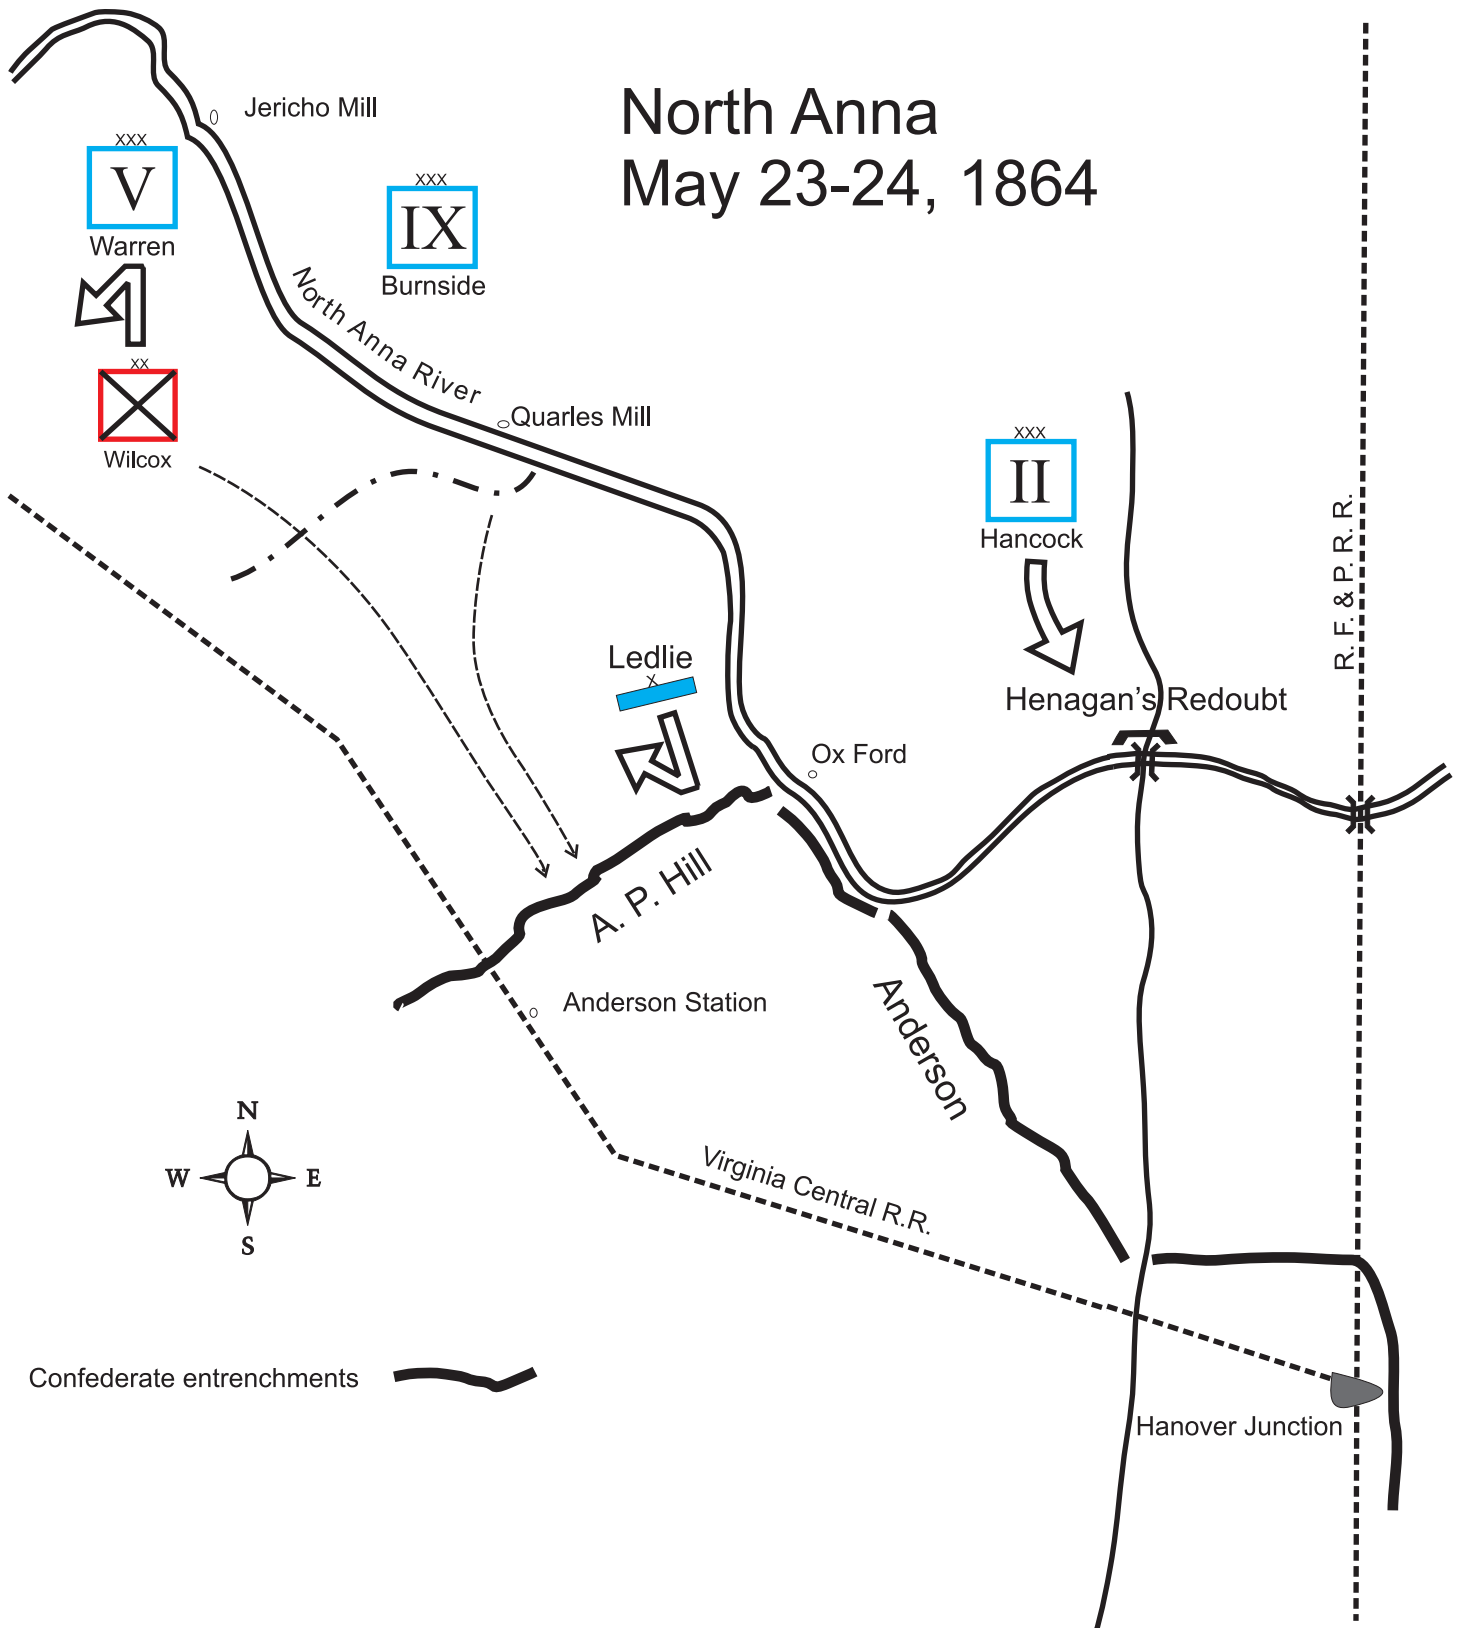 North Anna
May 23-24, 1864
Jericho Mill
XXX
V
Warren
XXX
IX
Burnside
North Anna River
XX
Wilcox
Quarles Mill
XXX
II
Hancock
R. F. & P. R. R.
Ledlie
X
Henagan's Redoubt
Ox Ford
A. P. Hill
Anderson Station
Anderson
N
W E
S
Virginia Central R.R.
Confederate entrenchments
Hanover Junction